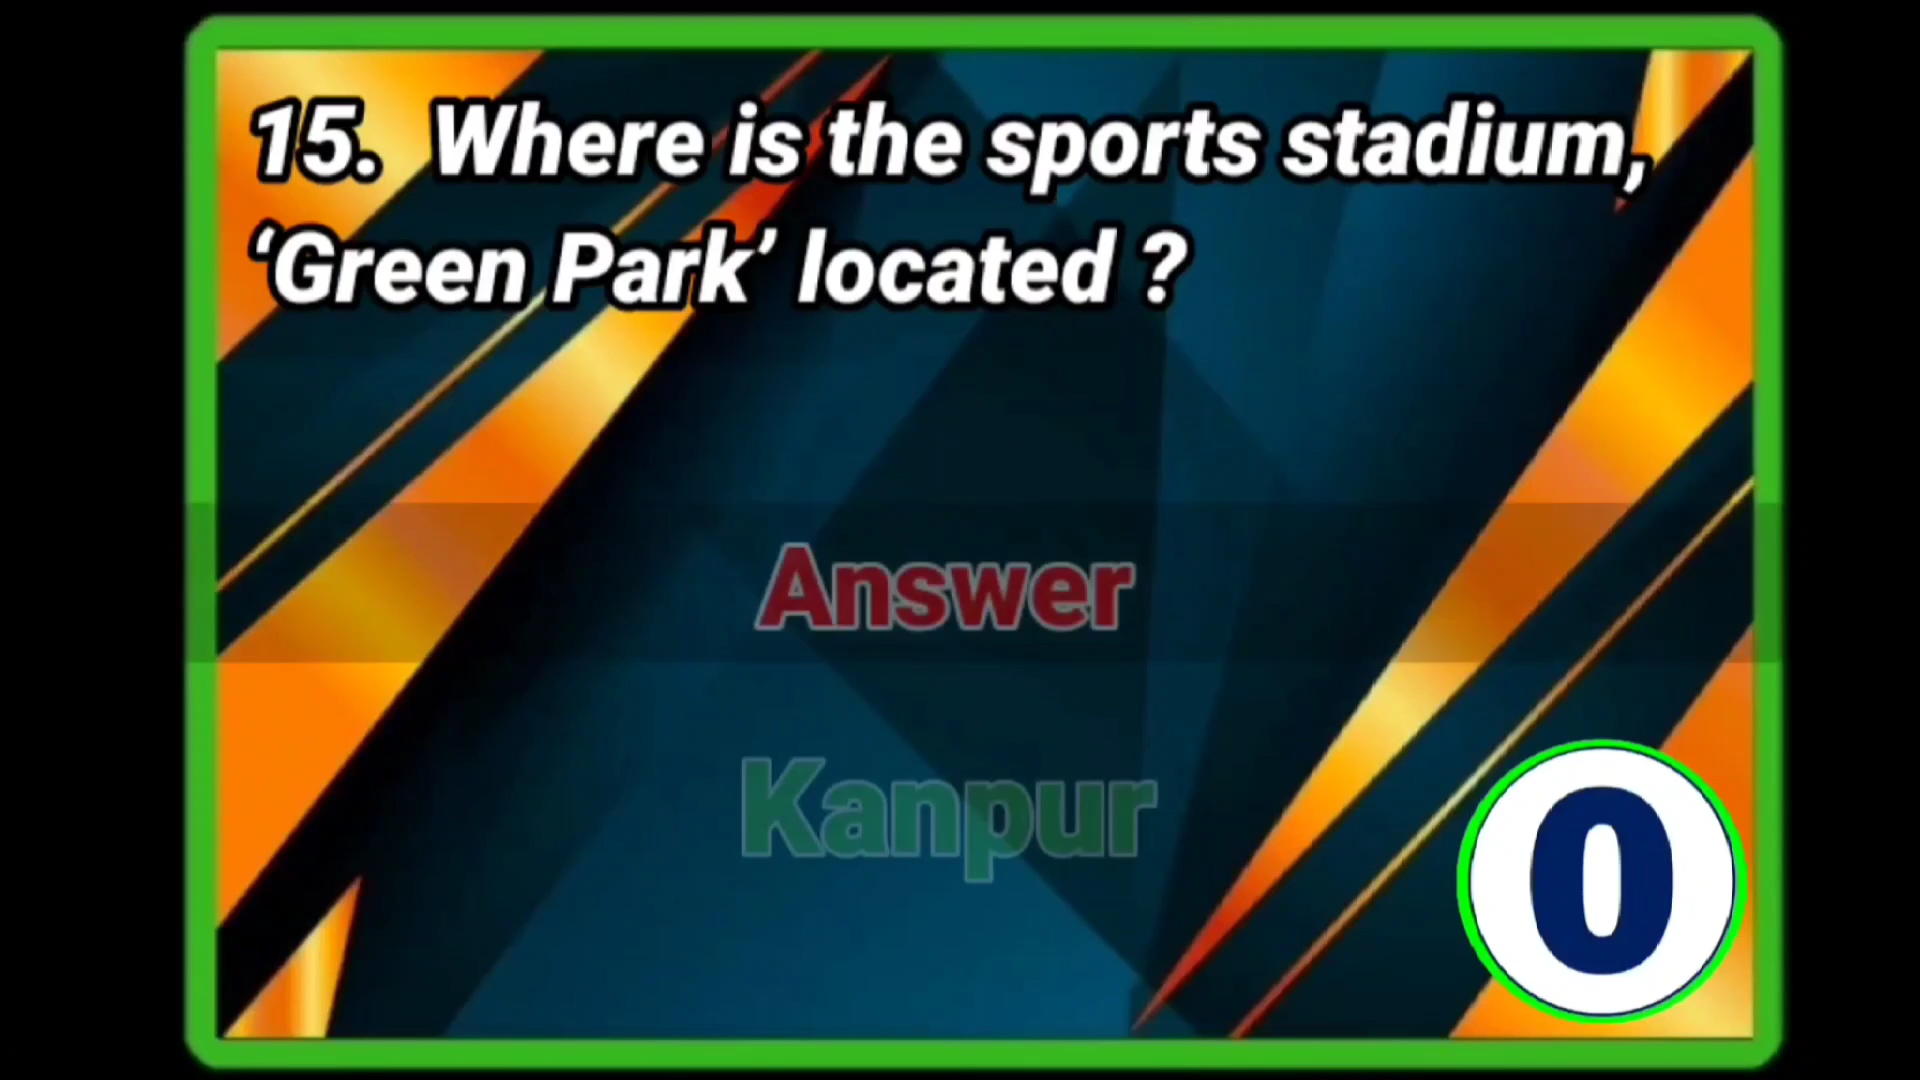 15. Where is the sports stadium,
‘Green Park’ located ?
Answer
Kanpur
0